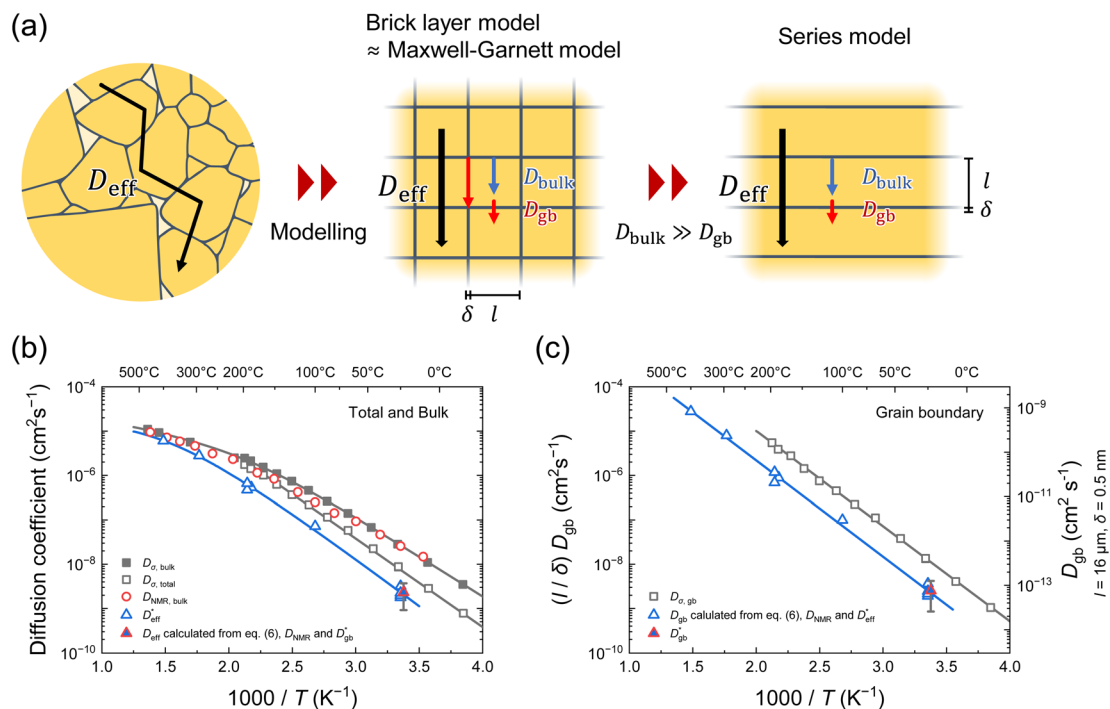 (a)
Brick layer model
≈ Maxwell-Garnett model
Series model
D_eff
Modelling
D_eff
D_bulk
D_gb
δ
l
D_bulk ≫ D_gb
D_eff
D_bulk
D_gb
l
δ
(b)
500°C 300°C 200°C 100°C 50°C 0°C
Total and Bulk
Diffusion coefficient (cm²s⁻¹)
10⁻⁴
10⁻⁶
10⁻⁸
10⁻¹⁰
D_σ, bulk
D_σ, total
D_NMR, bulk
D*_eff
D_eff calculated from eq. (6), D_NMR and D*_gb
1.0 1.5 2.0 2.5 3.0 3.5 4.0
1000 / T (K⁻¹)
(c)
500°C 300°C 200°C 100°C 50°C 0°C
Grain boundary
(l / δ) D_gb (cm²s⁻¹)
10⁻⁴
10⁻⁶
10⁻⁸
10⁻¹⁰
D_σ, gb
D_gb calulated from eq. (6), D_NMR and D*_eff
D*_gb
1.0 1.5 2.0 2.5 3.0 3.5 4.0
1000 / T (K⁻¹)
10⁻⁹
10⁻¹¹
10⁻¹³
D_gb (cm² s⁻¹)
l = 16 μm, δ = 0.5 nm